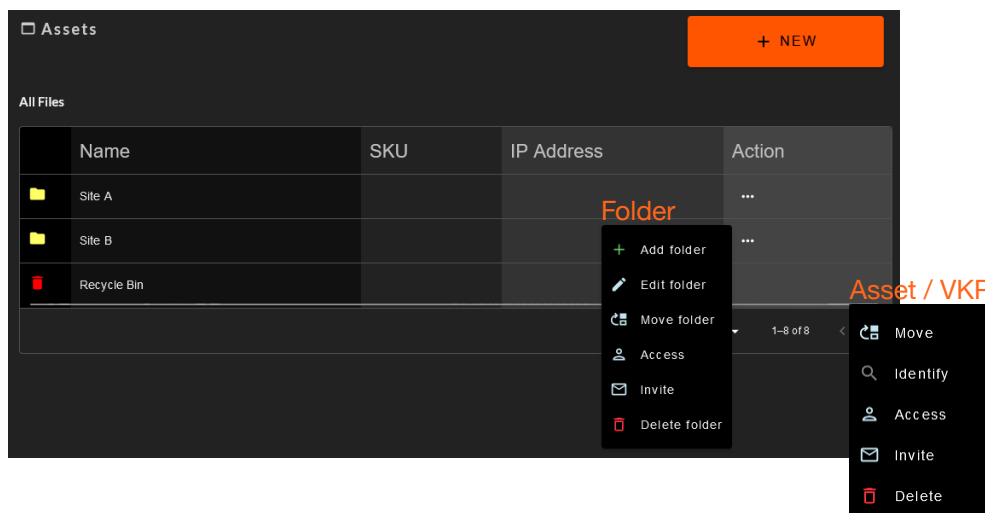 Assets
+ NEW
All Files
Name SKU IP Address Action
Site A •••
Folder
Site B •••
Add folder
Recycle Bin
Edit folder
Asset / VKP
Move folder
1–8 of 8
Move
Access
Identify
Invite
Access
Delete folder
Invite
Delete